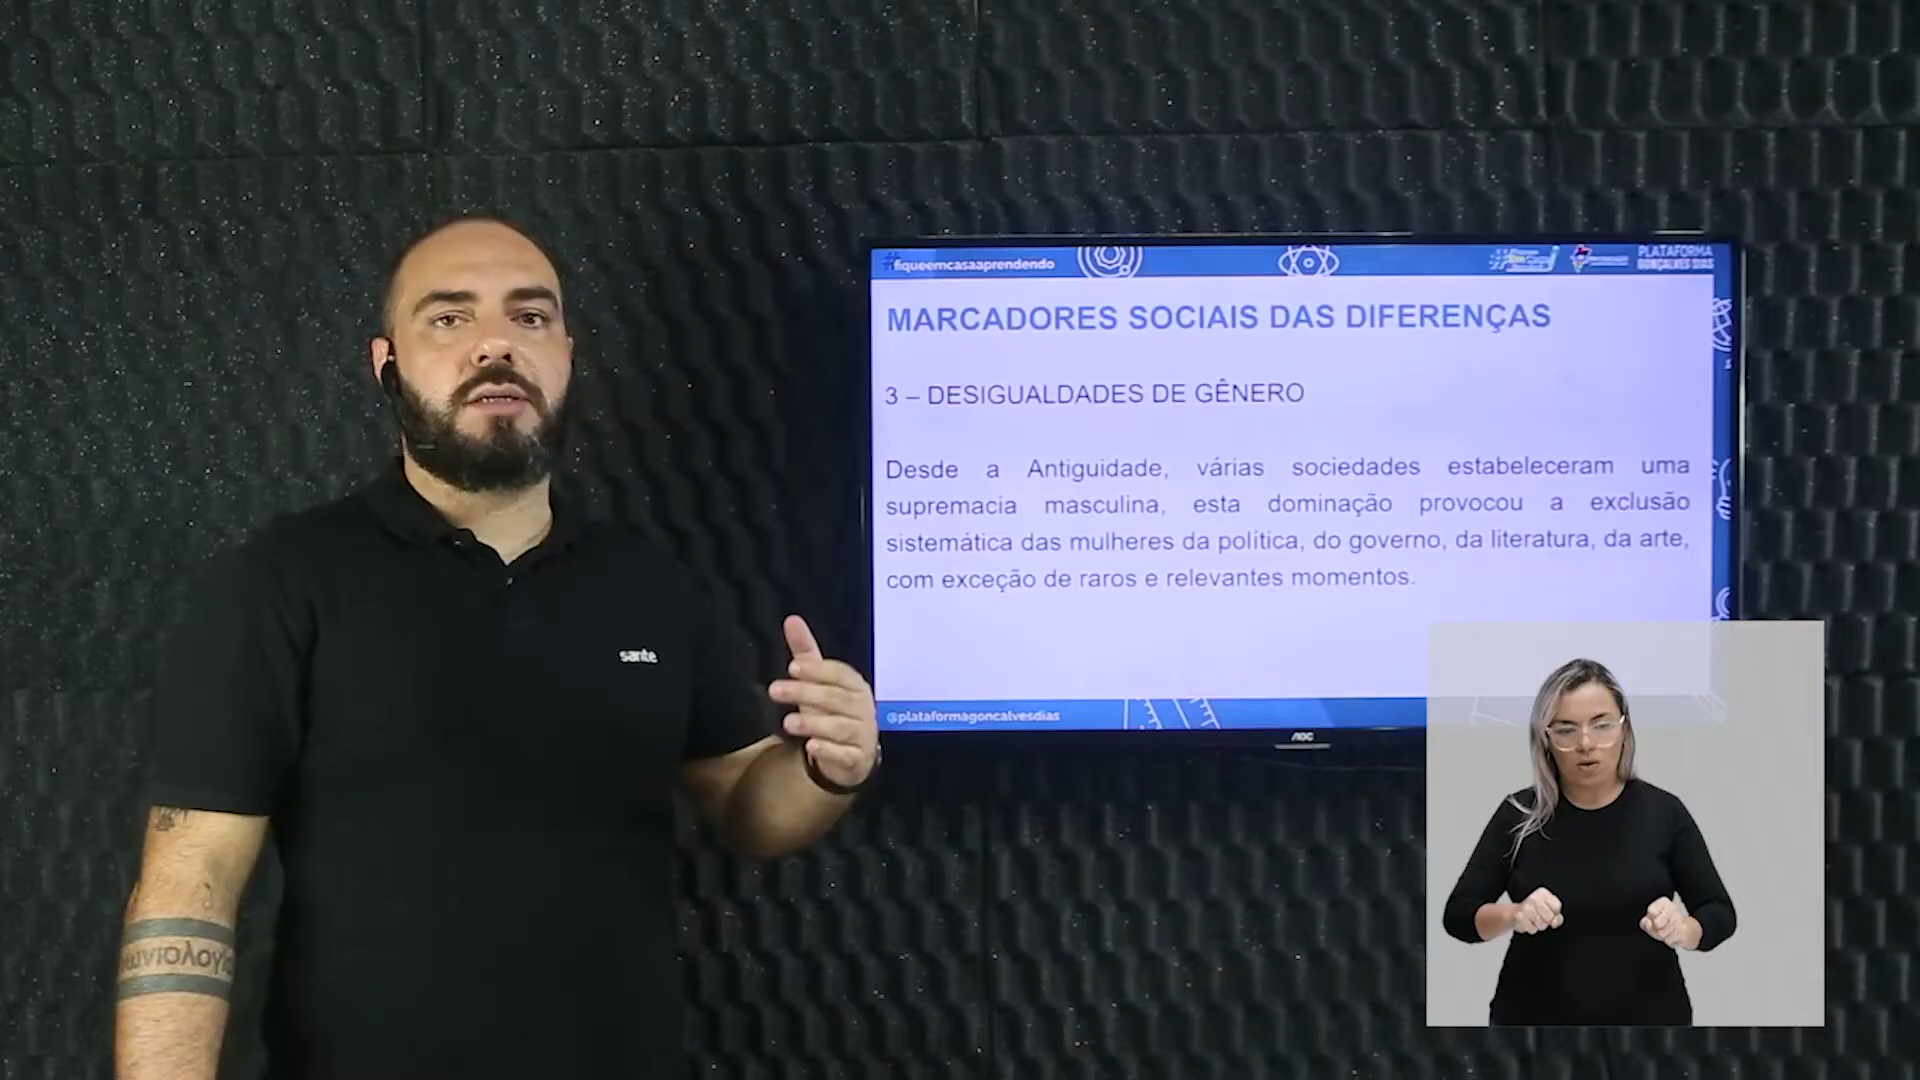 #fiqueemcasaaprendendo
PLATAFORMA
GONÇALVES DIAS
MARCADORES SOCIAIS DAS DIFERENÇAS
3 – DESIGUALDADES DE GÊNERO
Desde a Antiguidade, várias sociedades estabeleceram uma
supremacia masculina, esta dominação provocou a exclusão
sistemática das mulheres da política, do governo, da literatura, da arte,
com exceção de raros e relevantes momentos.
@plataformagoncalvesdias
AOC
sante